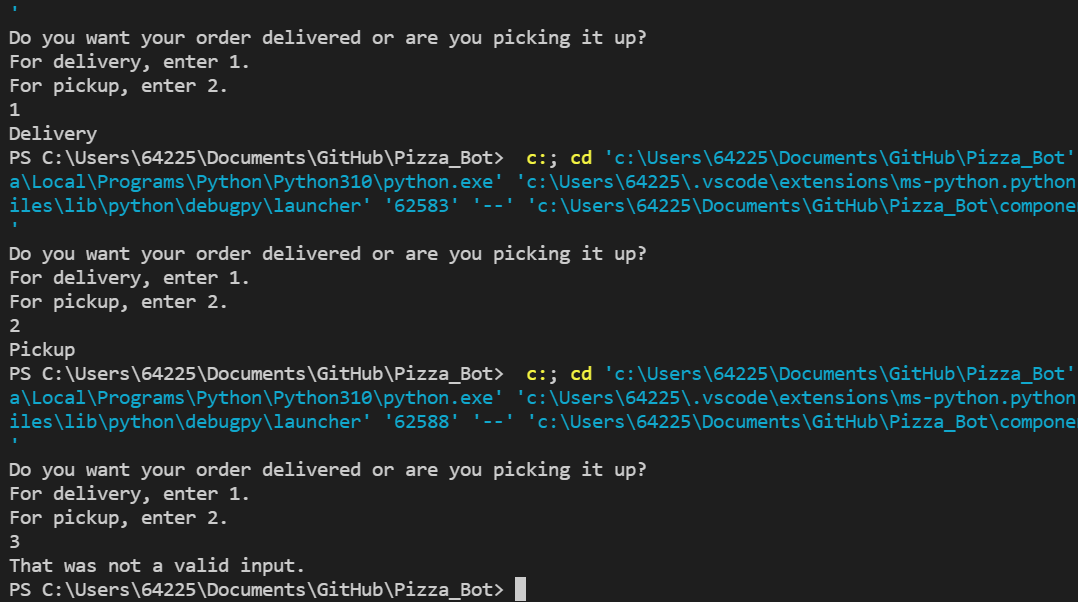 '
Do you want your order delivered or are you picking it up?
For delivery, enter 1.
For pickup, enter 2.
1
Delivery
PS C:\Users\64225\Documents\GitHub\Pizza_Bot>  c:; cd 'c:\Users\64225\Documents\GitHub\Pizza_Bot'
a\Local\Programs\Python\Python310\python.exe' 'c:\Users\64225\.vscode\extensions\ms-python.python
iles\lib\python\debugpy\launcher' '62583' '--' 'c:\Users\64225\Documents\GitHub\Pizza_Bot\compone
'
Do you want your order delivered or are you picking it up?
For delivery, enter 1.
For pickup, enter 2.
2
Pickup
PS C:\Users\64225\Documents\GitHub\Pizza_Bot>  c:; cd 'c:\Users\64225\Documents\GitHub\Pizza_Bot'
a\Local\Programs\Python\Python310\python.exe' 'c:\Users\64225\.vscode\extensions\ms-python.python
iles\lib\python\debugpy\launcher' '62588' '--' 'c:\Users\64225\Documents\GitHub\Pizza_Bot\compone
'
Do you want your order delivered or are you picking it up?
For delivery, enter 1.
For pickup, enter 2.
3
That was not a valid input.
PS C:\Users\64225\Documents\GitHub\Pizza_Bot>